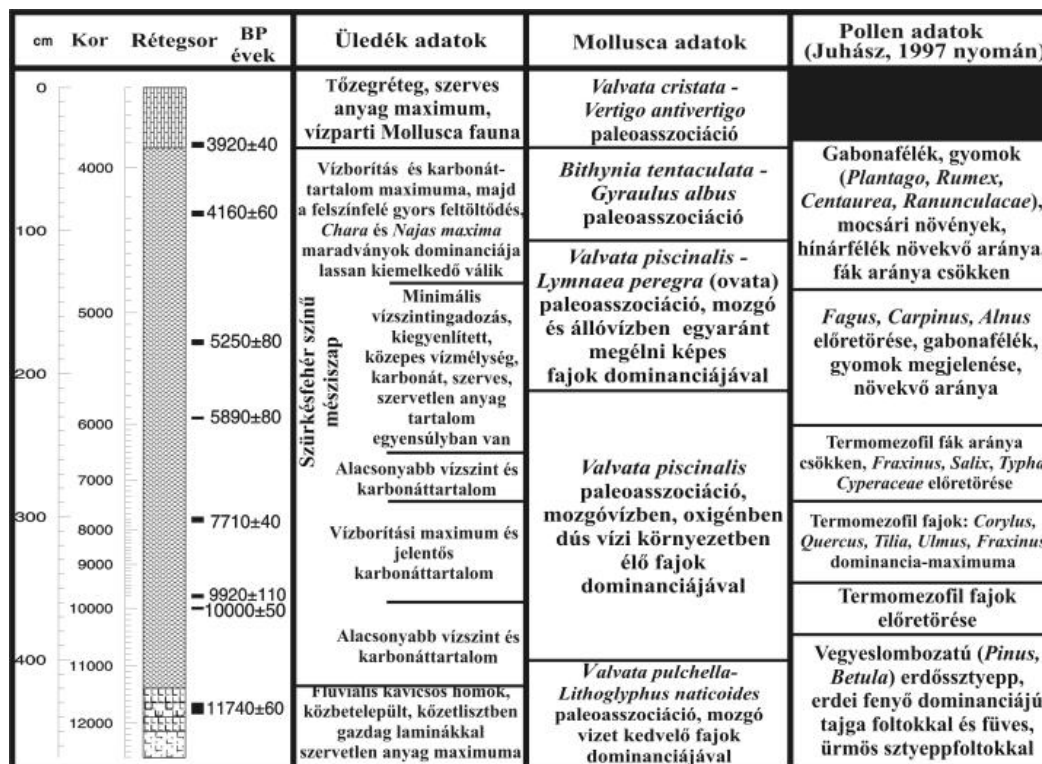 cm Kor Rétegsor BP évek
Üledék adatok
Mollusca adatok
Pollen adatok
(Juhász, 1997 nyomán)
0
100
200
300
400
4000
5000
6000
7000
8000
9000
10000
11000
12000
3920±40
4160±60
5250±80
5890±80
7710±40
9920±110
10000±50
11740±60
Tőzegréteg, szerves
anyag maximum,
vízparti Mollusca fauna
Szürkésfehér színű
mésziszap
Vízborítás és karbonát-
tartalom maximuma, majd
a felszínfelé gyors feltöltődés,
Chara és Najas maxima
maradványok dominanciája
lassan kiemelkedő válik
Minimális
vízszintingadozás,
kiegyenlített,
közepes vízmélység,
karbonát, szerves,
szervetlen anyag
tartalom
egyensúlyban van
Alacsonyabb vízszint és
karbonáttartalom
Vízborítási maximum és
jelentős
karbonáttartalom
Alacsonyabb vízszint és
karbonáttartalom
Fluviális kavicsos homok,
közbetelepült, kőzetlisztben
gazdag laminákkal
szervetlen anyag maximuma
Valvata cristata -
Vertigo antivertigo
paleoasszociáció
Bithynia tentaculata -
Gyraulus albus
paleoasszociáció
Valvata piscinalis -
Lymnaea peregra (ovata)
paleoasszociáció, mozgó
és állóvízben egyaránt
megélni képes
fajok dominanciájával
Valvata piscinalis
paleoasszociáció,
mozgóvízben, oxigénben
dús vízi környezetben
élő fajok
dominanciájával
Valvata pulchella-
Lithoglyphus naticoides
paleoasszociáció, mozgó
vizet kedvelő fajok
dominanciájával
Gabonafélék, gyomok
(Plantago, Rumex,
Centaurea, Ranunculacae),
mocsári növények,
hínárfélék növekvő aránya,
fák aránya csökken
Fagus, Carpinus, Alnus
előretörése, gabonafélék,
gyomok megjelenése,
növekvő aránya
Termomezofil fák aránya
csökken, Fraxinus, Salix, Typha
Cyperaceae előretörése
Termomezofil fajok: Corylus,
Quercus, Tilia, Ulmus, Fraxinus
dominancia-maximuma
Termomezofil fajok
előretörése
Vegyeslombozatú (Pinus,
Betula) erdőssztyepp,
erdei fenyő dominanciájú
tajga foltokkal és füves,
ürmös sztyeppfoltokkal